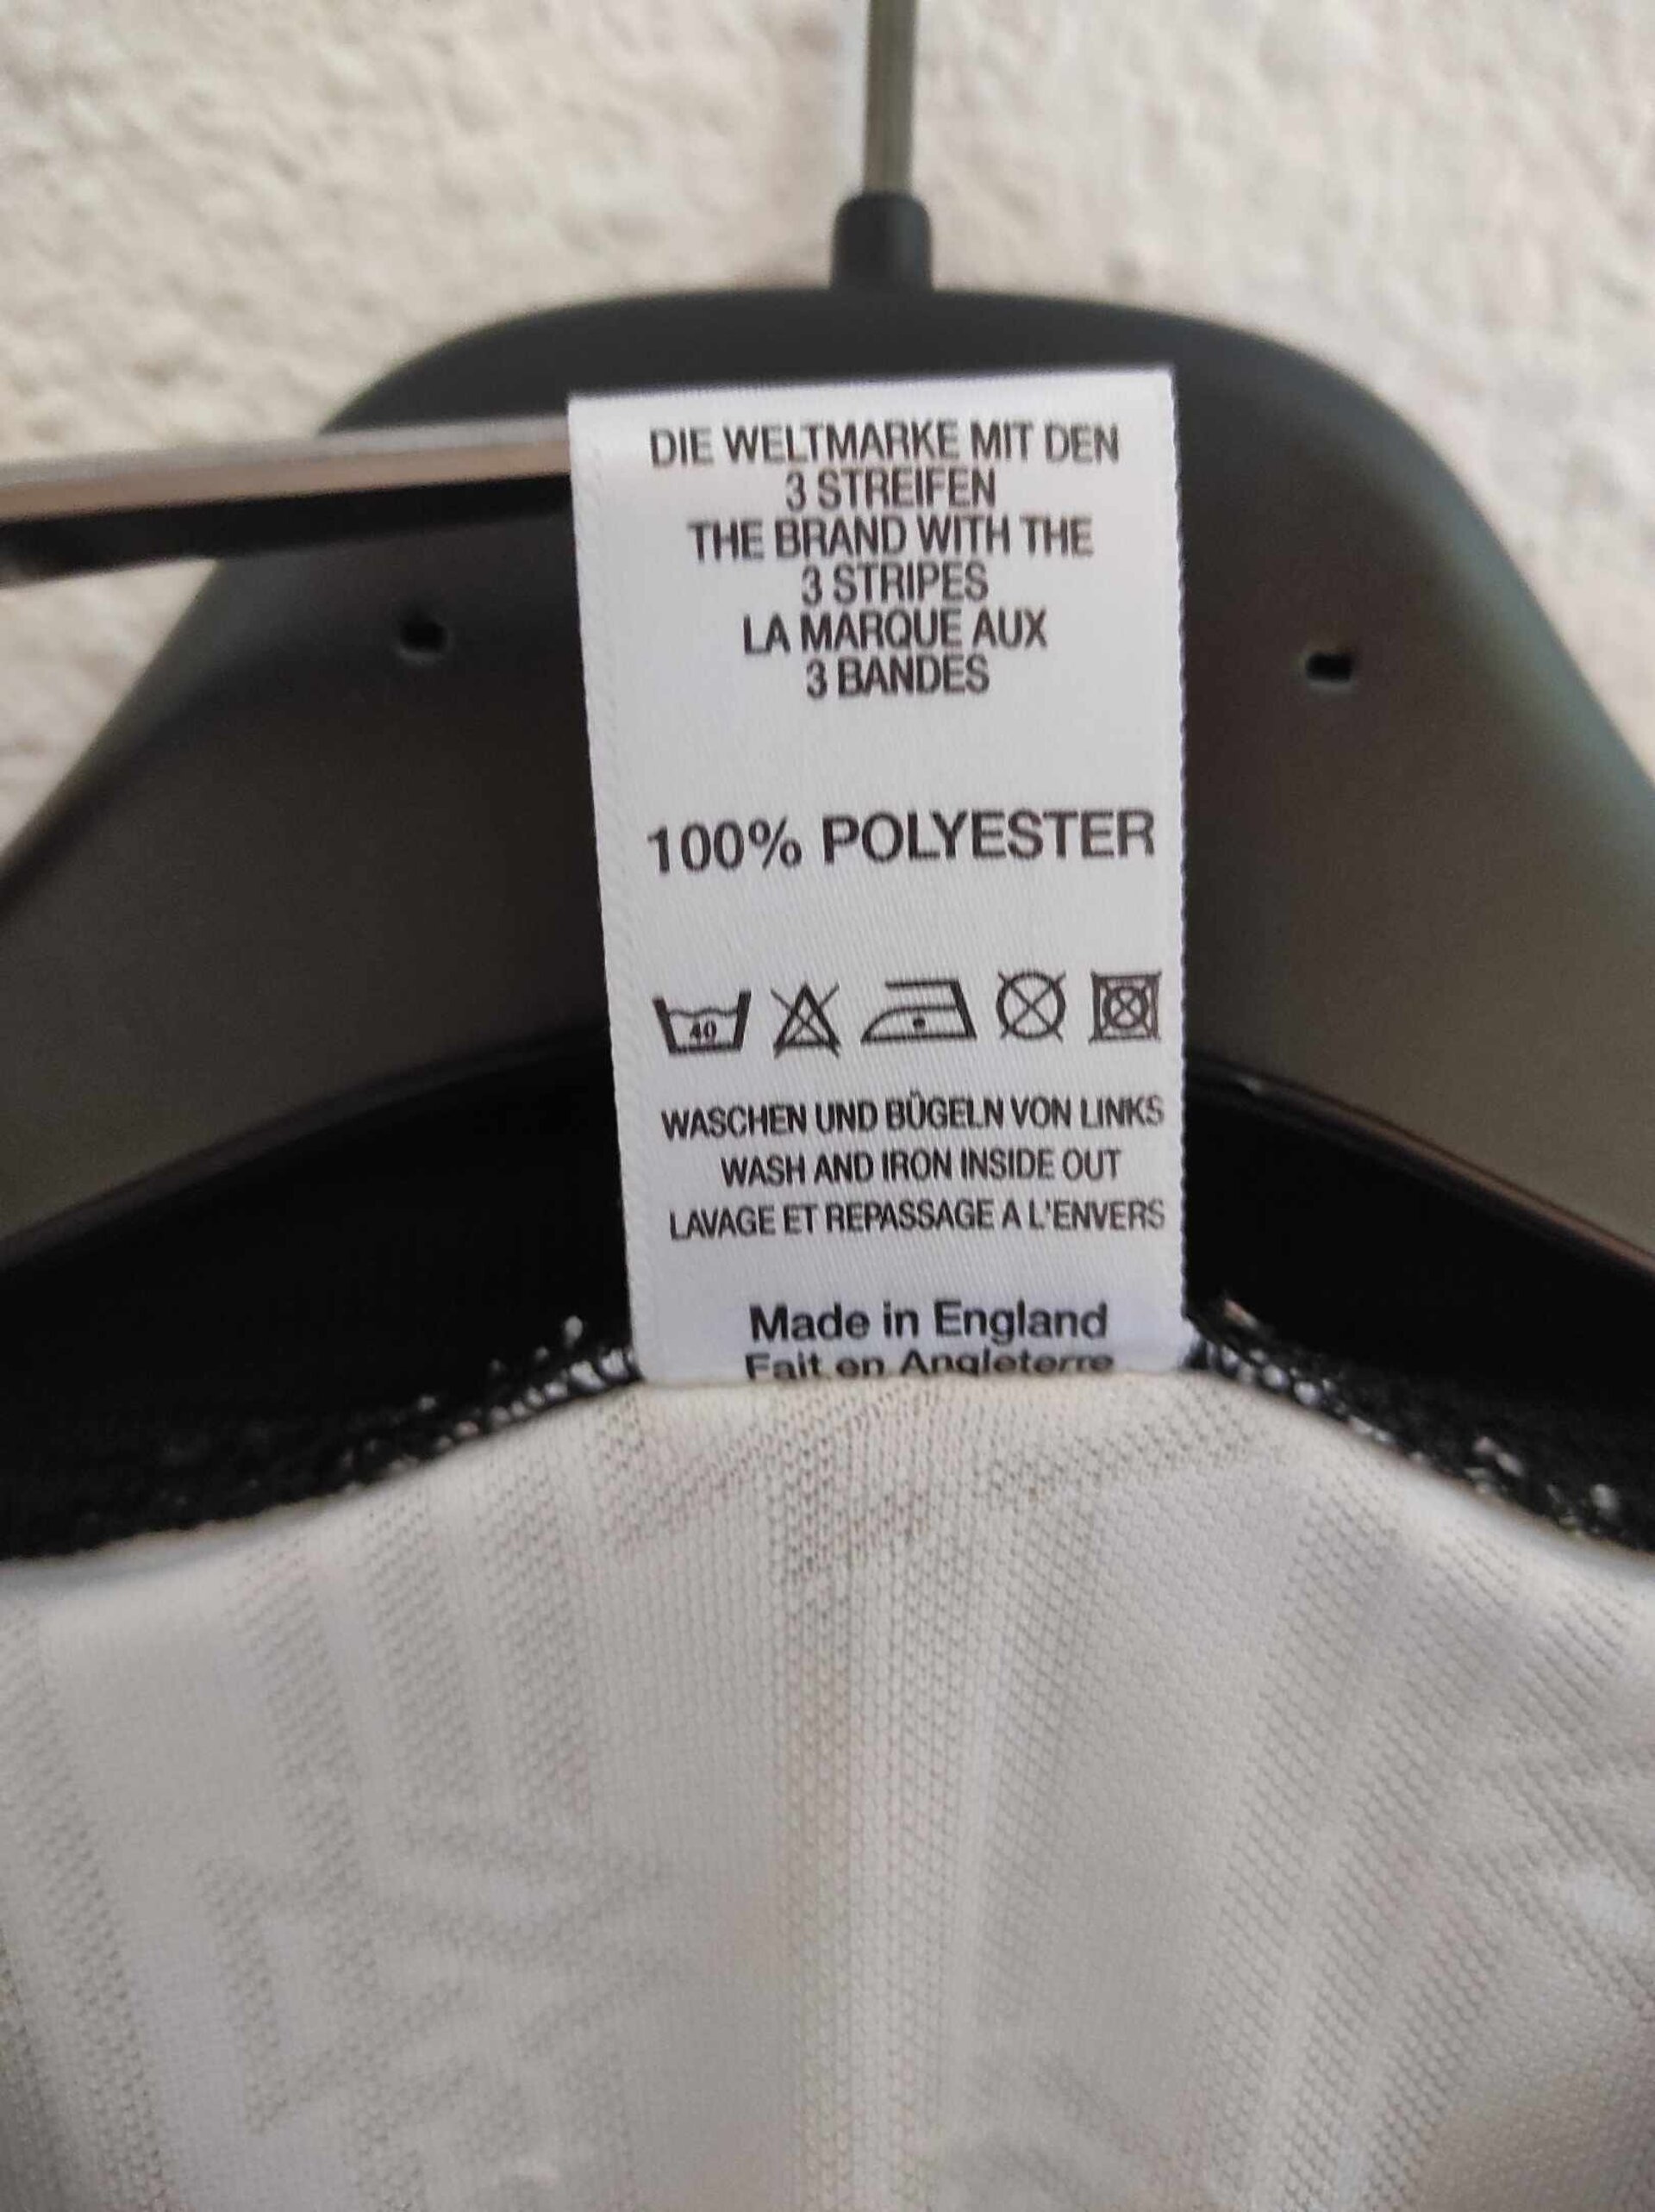 DIE WELTMARKE MIT DEN
3 STREIFEN
THE BRAND WITH THE
3 STRIPES
LA MARQUE AUX
3 BANDES
100% POLYESTER
40
WASCHEN UND BÜGELN VON LINKS
WASH AND IRON INSIDE OUT
LAVAGE ET REPASSAGE A L'ENVERS
Made in England
Fait en Angleterre